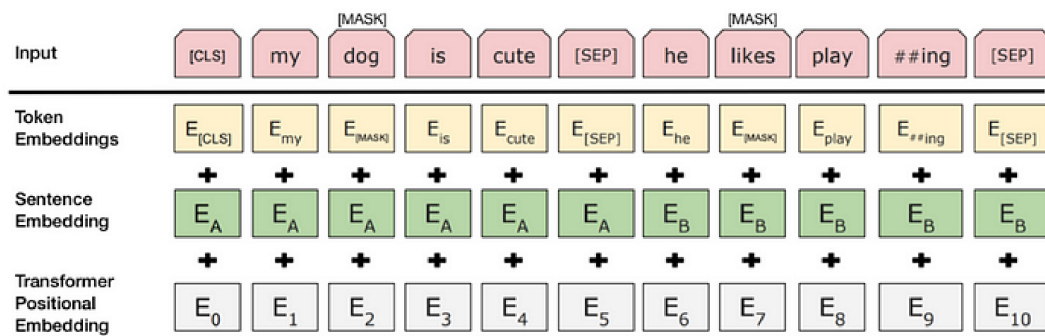 [MASK] [MASK]
Input [CLS] my dog is cute [SEP] he likes play ##ing [SEP]
Token
Embeddings E[CLS] Emy E[MASK] Eis Ecute E[SEP] Ehe E[MASK] Eplay E##ing E[SEP]
+ + + + + + + + + + +
Sentence
Embedding EA EA EA EA EA EA EB EB EB EB EB
+ + + + + + + + + + +
Transformer
Positional
Embedding E0 E1 E2 E3 E4 E5 E6 E7 E8 E9 E10